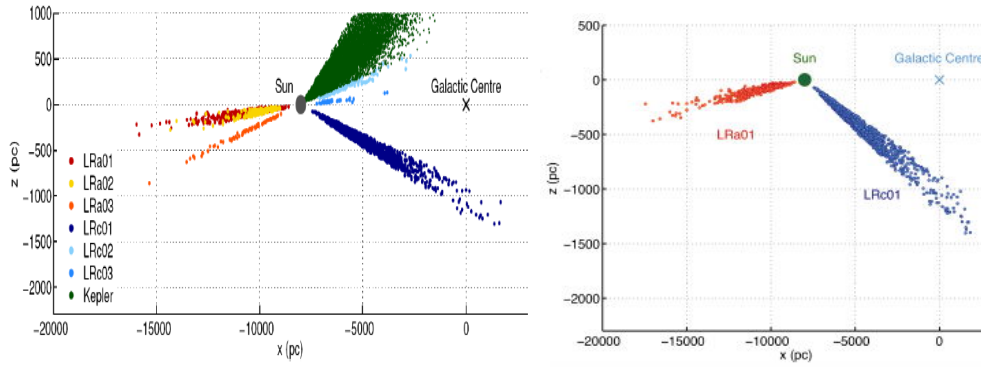 1000
500
0
−500
−1000
−1500
−2000
z (pc)
Sun
Galactic Centre
LRa01
LRa02
LRa03
LRc01
LRc02
LRc03
Kepler
−20000 −15000 −10000 −5000 0
x (pc)
500
0
−500
−1000
−1500
−2000
z (pc)
Sun
Galactic Centre
LRa01
LRc01
−20000 −15000 −10000 −5000 0
x (pc)